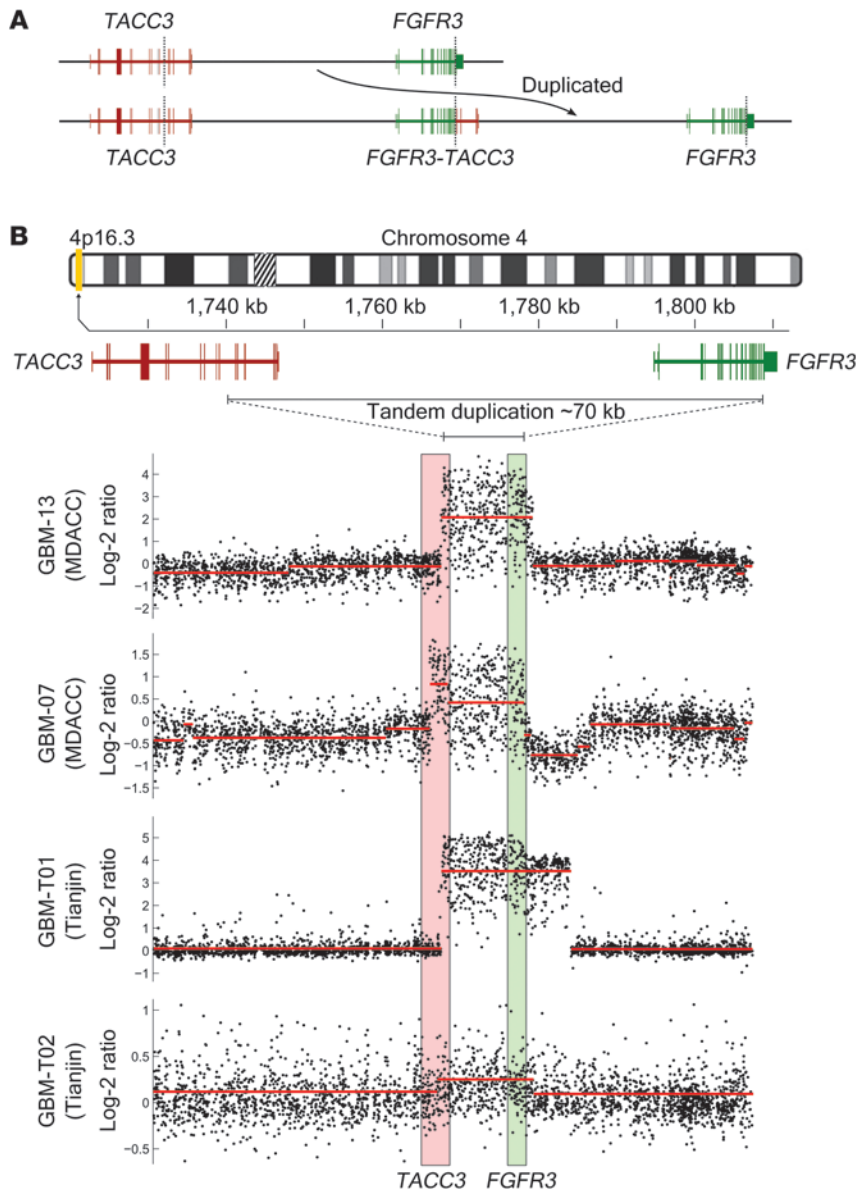 A
TACC3 FGFR3
Duplicated
TACC3 FGFR3-TACC3 FGFR3
B
4p16.3 Chromosome 4
1,740 kb 1,760 kb 1,780 kb 1,800 kb
TACC3 FGFR3
Tandem duplication ~70 kb
GBM-13
(MDACC)
Log-2 ratio
4
3
2
1
0
−1
−2
GBM-07
(MDACC)
Log-2 ratio
1.5
1.0
0.5
0
−0.5
−1.0
−1.5
GBM-T01
(Tianjin)
Log-2 ratio
5
4
3
2
1
0
−1
GBM-T02
(Tianjin)
Log-2 ratio
1
0.5
0
−0.5
TACC3 FGFR3